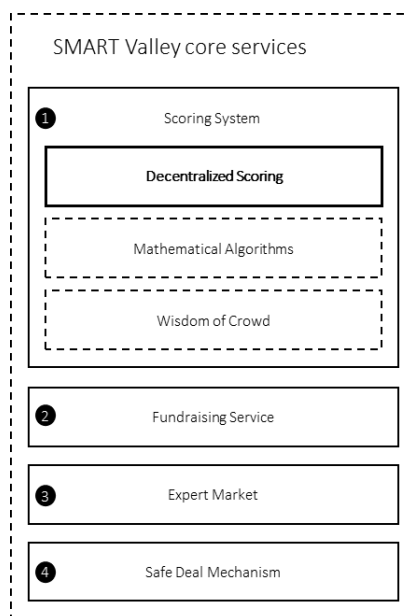 SMART Valley core services
1
Scoring System
Decentralized Scoring
Mathematical Algorithms
Wisdom of Crowd
2
Fundraising Service
3
Expert Market
4
Safe Deal Mechanism